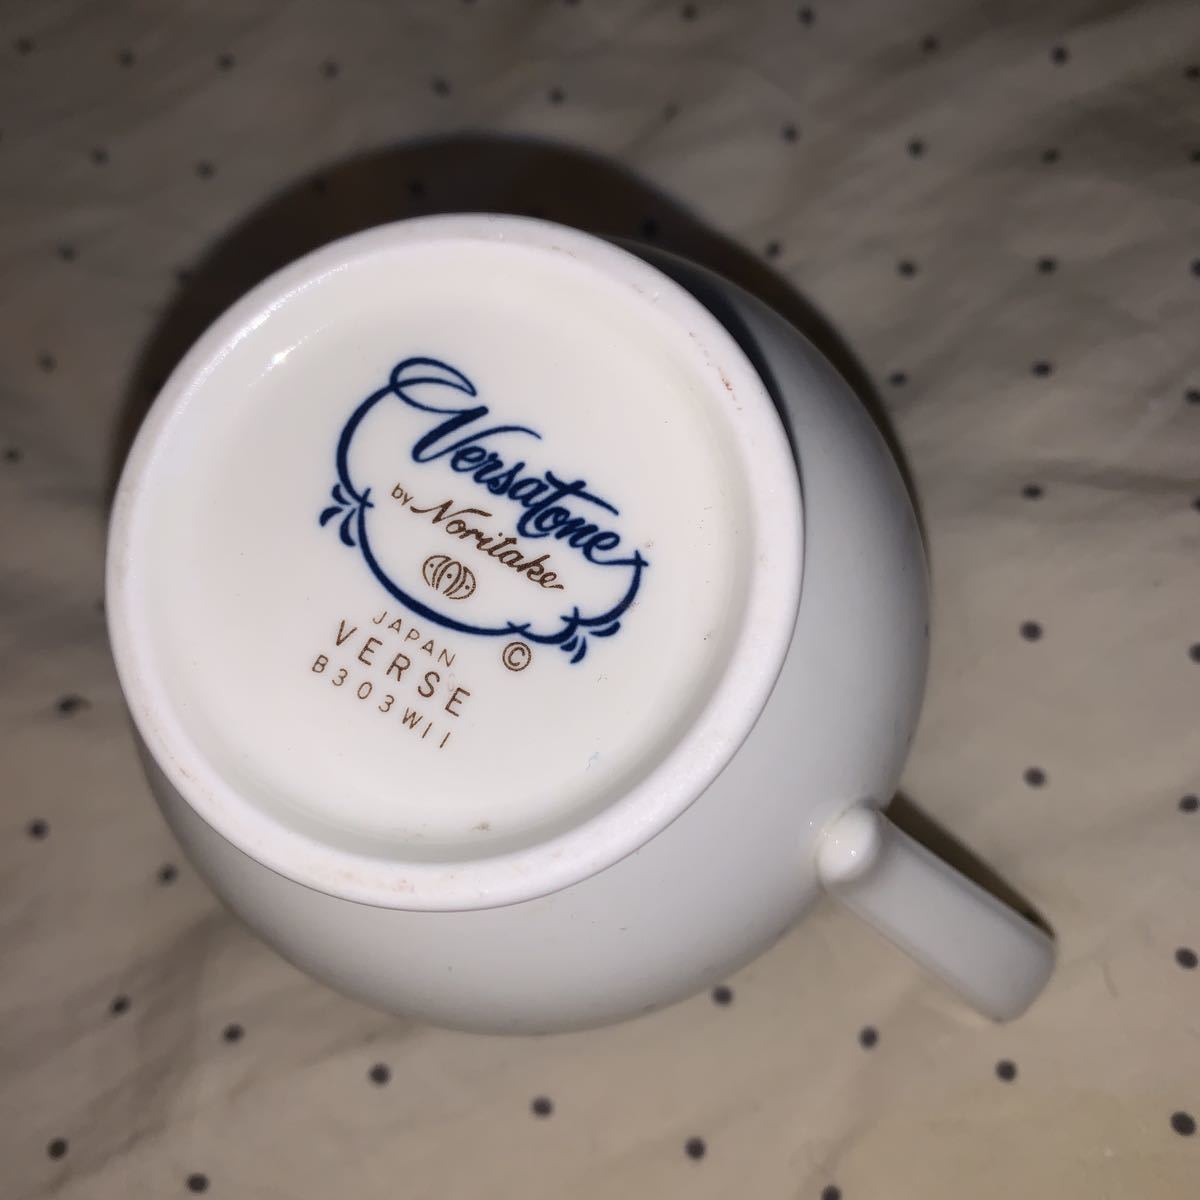 Versatone
by Noritake
JAPAN
©
VERSE
B303W11